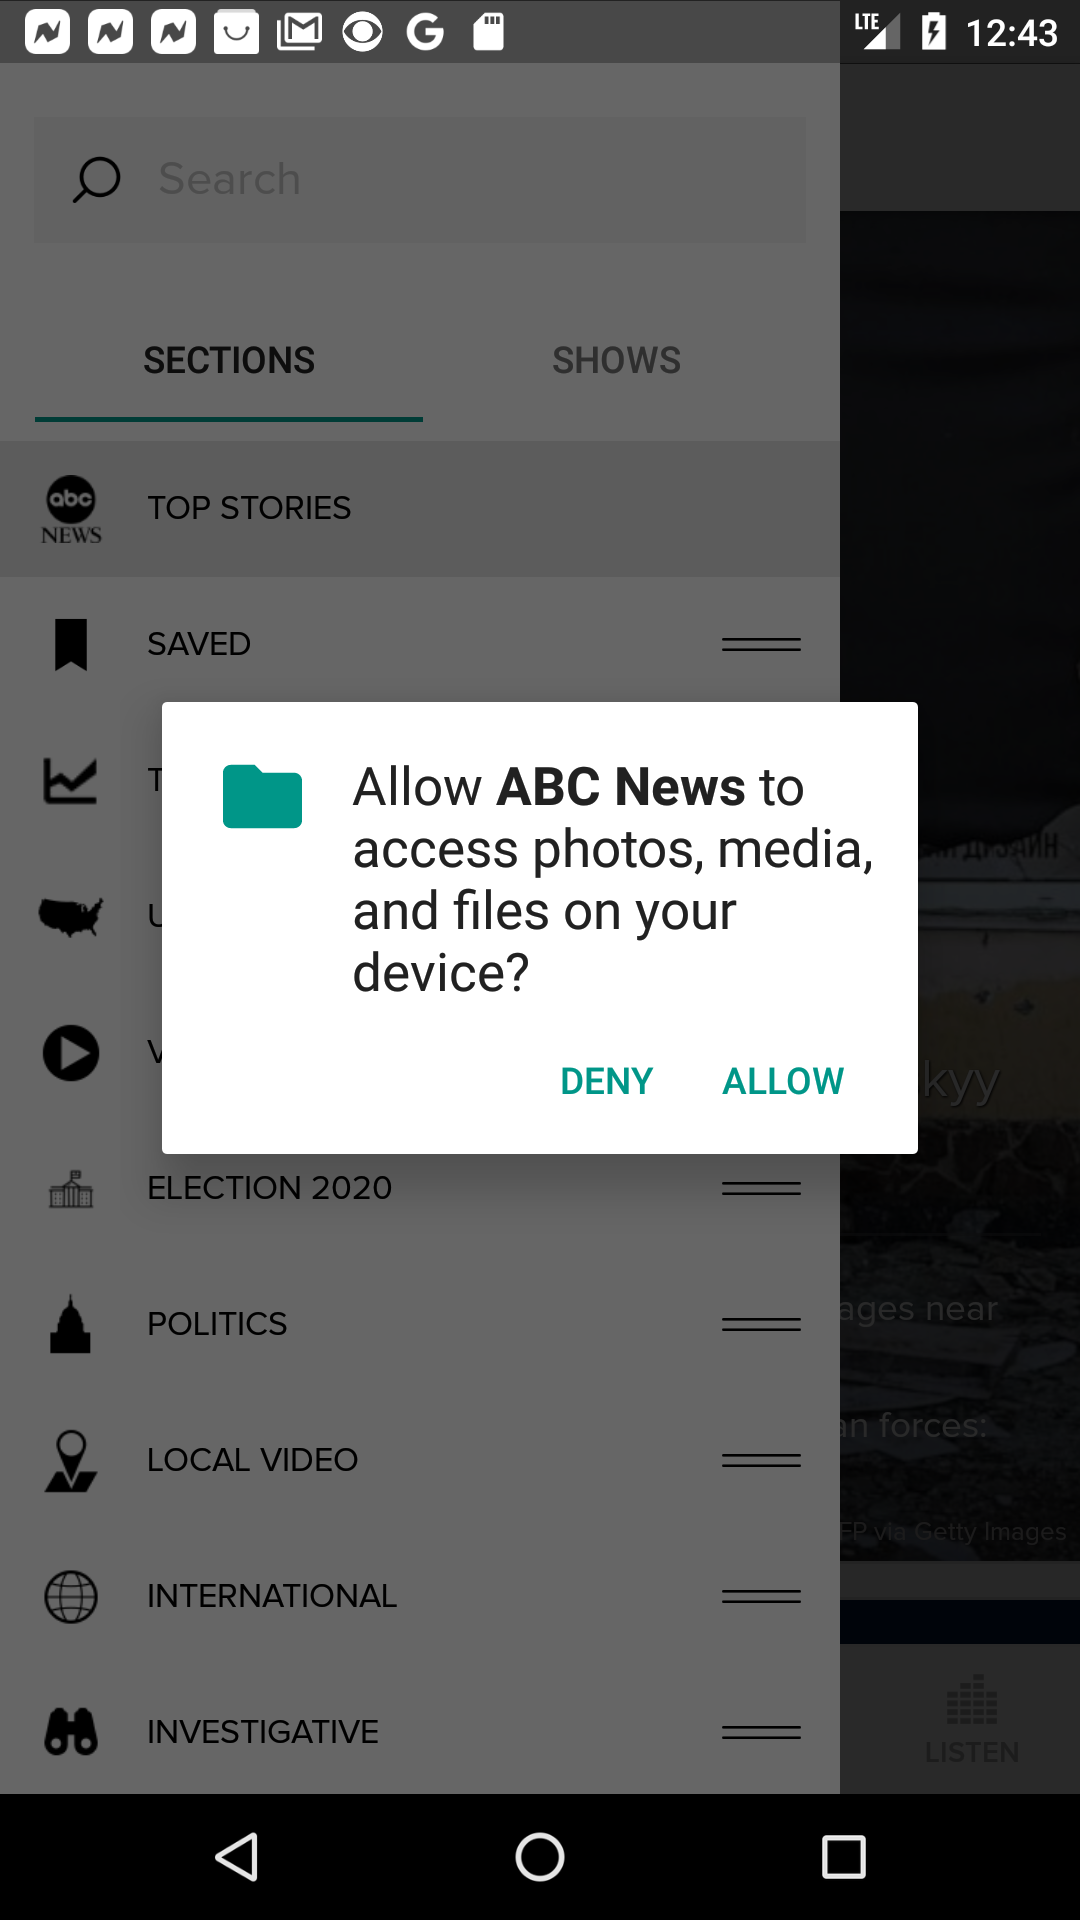 LTE 12:43
Search
SECTIONS SHOWS
abc NEWS TOP STORIES
SAVED
Allow ABC News to
access photos, media,
and files on your
device?
kyy
DENY ALLOW
ELECTION 2020
ages near
POLITICS
an forces:
LOCAL VIDEO
FP via Getty Images
INTERNATIONAL
INVESTIGATIVE
LISTEN